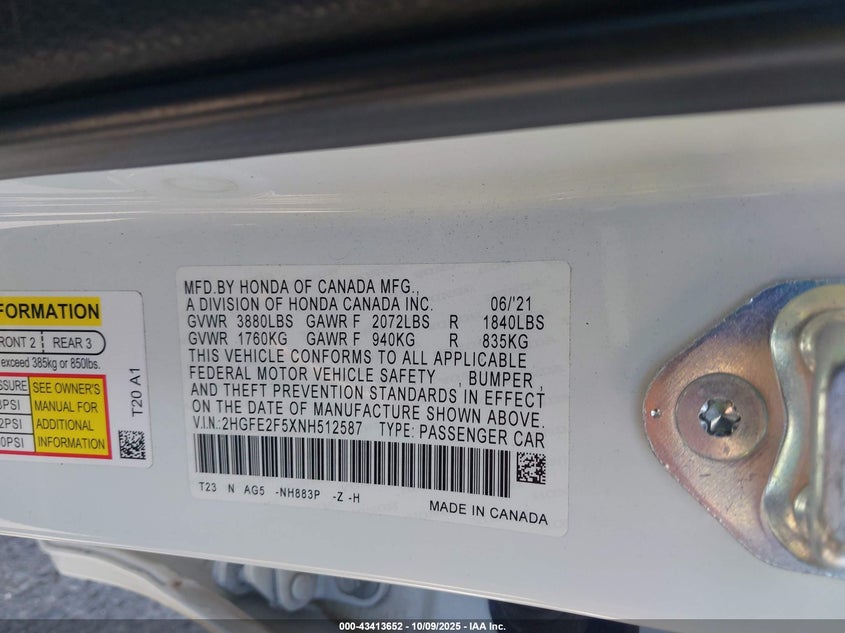 FORMATION
RONT 2 REAR 3
exceed 385kg or 850lbs.
SSURE SEE OWNER'S
PSI MANUAL FOR
2PSI ADDITIONAL
0PSI INFORMATION
T20 A1
MFD.BY HONDA OF CANADA MFG.,
A DIVISION OF HONDA CANADA INC. 06/'21
GVWR 3880LBS GAWR F 2072LBS R 1840LBS
GVWR 1760KG GAWR F 940KG R 835KG
THIS VEHICLE CONFORMS TO ALL APPLICABLE
FEDERAL MOTOR VEHICLE SAFETY , BUMPER ,
AND THEFT PREVENTION STANDARDS IN EFFECT
ON THE DATE OF MANUFACTURE SHOWN ABOVE.
V.I.N.:2HGFE2F5XNH512587 TYPE: PASSENGER CAR
T23 N AG5 -NH883P -Z -H
MADE IN CANADA
000-43413652 - 10/09/2025 - IAA Inc.